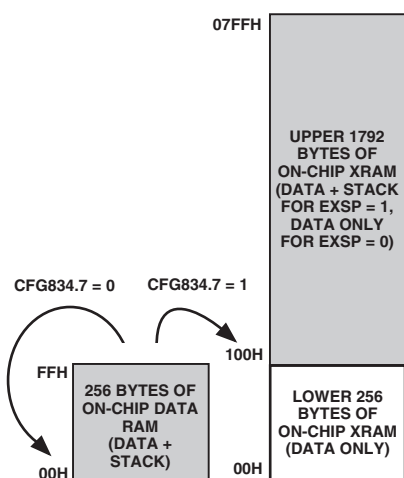 07FFH
UPPER 1792
BYTES OF
ON-CHIP XRAM
(DATA + STACK
FOR EXSP = 1,
DATA ONLY
FOR EXSP = 0)
CFG834.7 = 0
CFG834.7 = 1
100H
FFH
256 BYTES OF
ON-CHIP DATA
RAM
(DATA +
STACK)
00H
LOWER 256
BYTES OF
ON-CHIP XRAM
(DATA ONLY)
00H